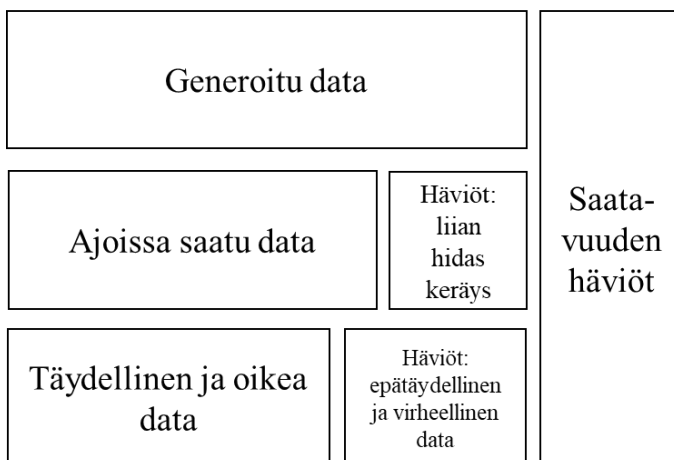 Generoitu data
Ajoissa saatu data
Häviöt:
liian
hidas
keräys
Saata-
vuuden
häviöt
Täydellinen ja oikea
data
Häviöt:
epätäydellinen
ja virheellinen
data